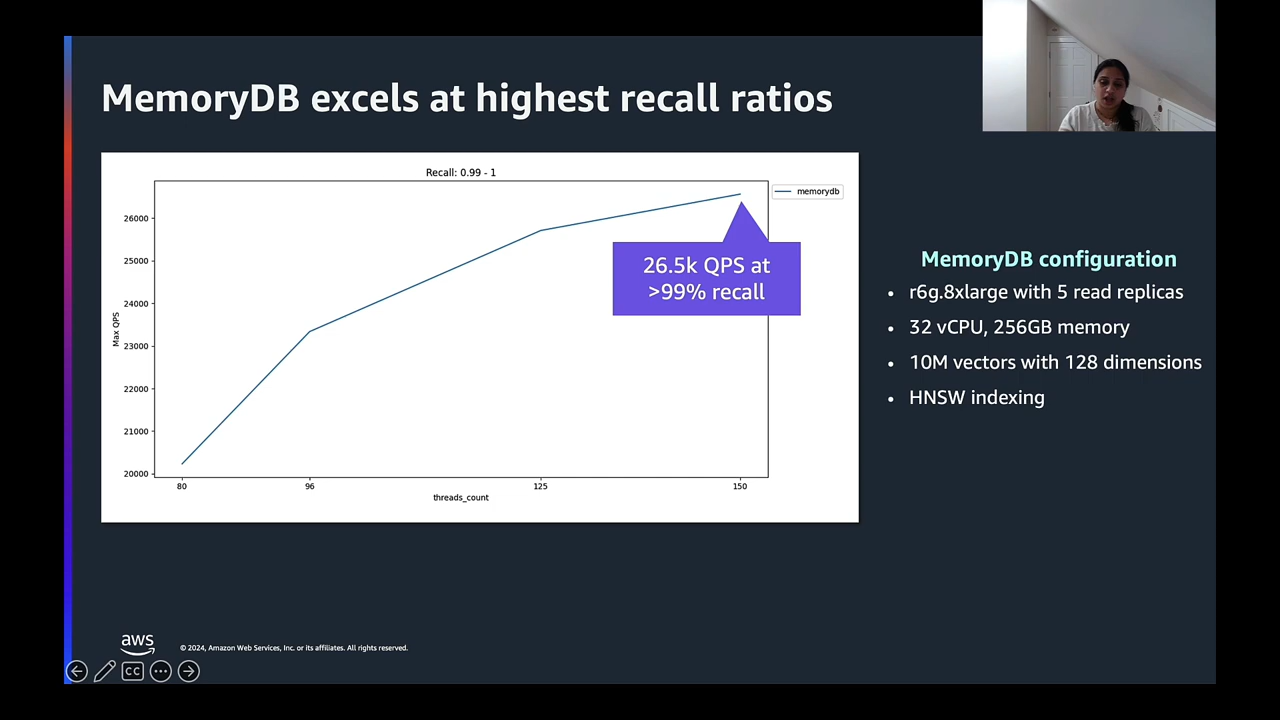 MemoryDB excels at highest recall ratios
Recall: 0.99 - 1
memorydb
26000
25000
24000
23000
22000
21000
20000
Max QPS
80 96 125 150
threads_count
26.5k QPS at
>99% recall
MemoryDB configuration
• r6g.8xlarge with 5 read replicas
• 32 vCPU, 256GB memory
• 10M vectors with 128 dimensions
• HNSW indexing
aws
© 2024, Amazon Web Services, Inc. or its affiliates. All rights reserved.
CC